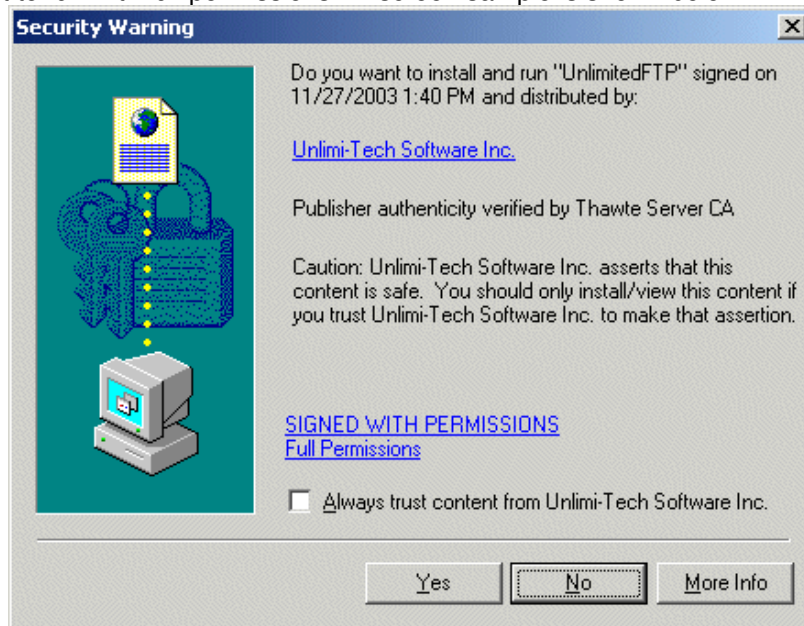 Security Warning
Do you want to install and run "UnlimitedFTP" signed on
11/27/2003 1:40 PM and distributed by:
Unlimi-Tech Software Inc.
Publisher authenticity verified by Thawte Server CA
Caution: Unlimi-Tech Software Inc. asserts that this
content is safe. You should only install/view this content if
you trust Unlimi-Tech Software Inc. to make that assertion.
SIGNED WITH PERMISSIONS
Full Permissions
Always trust content from Unlimi-Tech Software Inc.
Yes
No
More Info